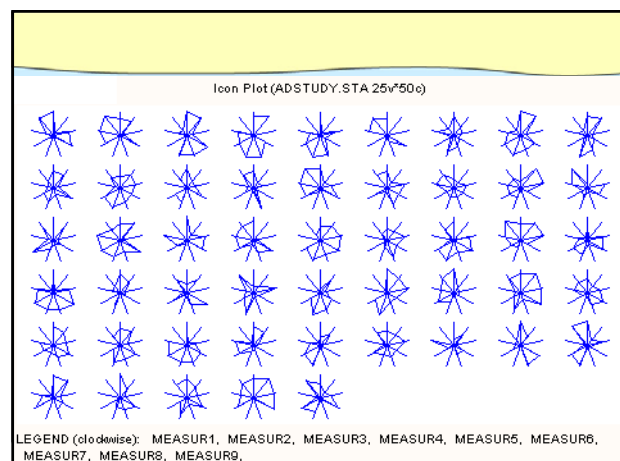 Icon Plot (ADSTUDY.STA 25v*50c)
LEGEND (clockwise): MEASUR1, MEASUR2, MEASUR3, MEASUR4, MEASUR5, MEASUR6,
MEASUR7, MEASUR8, MEASUR9,